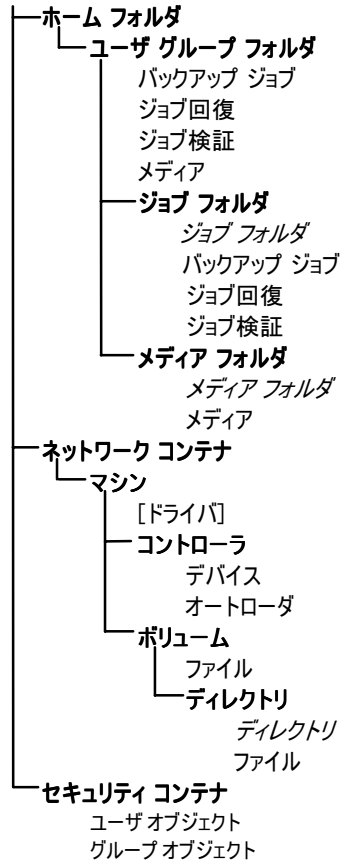 ホーム フォルダ
ユーザ グループ フォルダ
バックアップ ジョブ
ジョブ回復
ジョブ検証
メディア
ジョブ フォルダ
ジョブ フォルダ
バックアップ ジョブ
ジョブ回復
ジョブ検証
メディア フォルダ
メディア フォルダ
メディア
ネットワーク コンテナ
マシン
[ドライバ]
コントローラ
デバイス
オートローダ
ボリューム
ファイル
ディレクトリ
ディレクトリ
ファイル
セキュリティ コンテナ
ユーザ オブジェクト
グループ オブジェクト